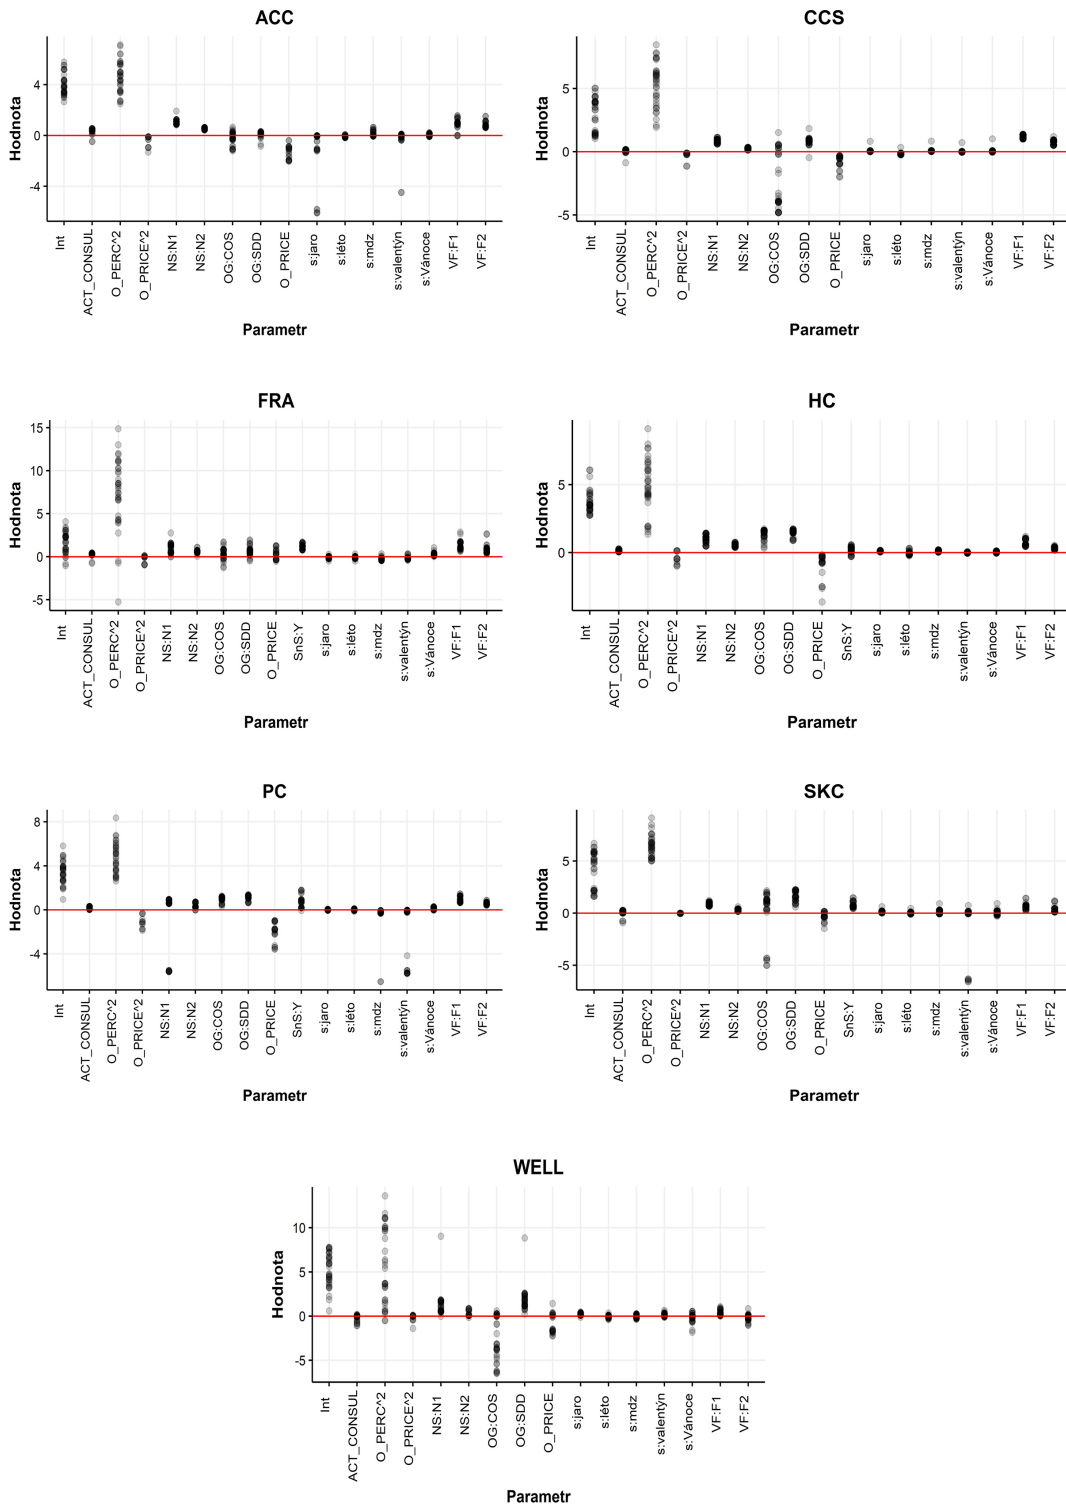 ACC
Hodnota
4
0
-4
Int
ACT_CONSUL
O_PERC^2
O_PRICE^2
NS:N1
NS:N2
OG:COS
OG:SDD
O_PRICE
s:jaro
s:léto
s:mdz
s:valentýn
s:Vánoce
VF:F1
VF:F2
Parametr
CCS
Hodnota
5
0
-5
Int
ACT_CONSUL
O_PERC^2
O_PRICE^2
NS:N1
NS:N2
OG:COS
OG:SDD
O_PRICE
s:jaro
s:léto
s:mdz
s:valentýn
s:Vánoce
VF:F1
VF:F2
Parametr
FRA
Hodnota
15
10
5
0
-5
Int
ACT_CONSUL
O_PERC^2
O_PRICE^2
NS:N1
NS:N2
OG:COS
OG:SDD
O_PRICE
SnS:Y
s:jaro
s:léto
s:mdz
s:valentýn
s:Vánoce
VF:F1
VF:F2
Parametr
HC
Hodnota
5
0
Int
ACT_CONSUL
O_PERC^2
O_PRICE^2
NS:N1
NS:N2
OG:COS
OG:SDD
O_PRICE
SnS:Y
s:jaro
s:léto
s:mdz
s:valentýn
s:Vánoce
VF:F1
VF:F2
Parametr
PC
Hodnota
8
4
0
-4
Int
ACT_CONSUL
O_PERC^2
O_PRICE^2
NS:N1
NS:N2
OG:COS
OG:SDD
O_PRICE
SnS:Y
s:jaro
s:léto
s:mdz
s:valentýn
s:Vánoce
VF:F1
VF:F2
Parametr
SKC
Hodnota
5
0
-5
Int
ACT_CONSUL
O_PERC^2
O_PRICE^2
NS:N1
NS:N2
OG:COS
OG:SDD
O_PRICE
SnS:Y
s:jaro
s:léto
s:mdz
s:valentýn
s:Vánoce
VF:F1
VF:F2
Parametr
WELL
Hodnota
10
5
0
-5
Int
ACT_CONSUL
O_PERC^2
O_PRICE^2
NS:N1
NS:N2
OG:COS
OG:SDD
O_PRICE
s:jaro
s:léto
s:mdz
s:valentýn
s:Vánoce
VF:F1
VF:F2
Parametr